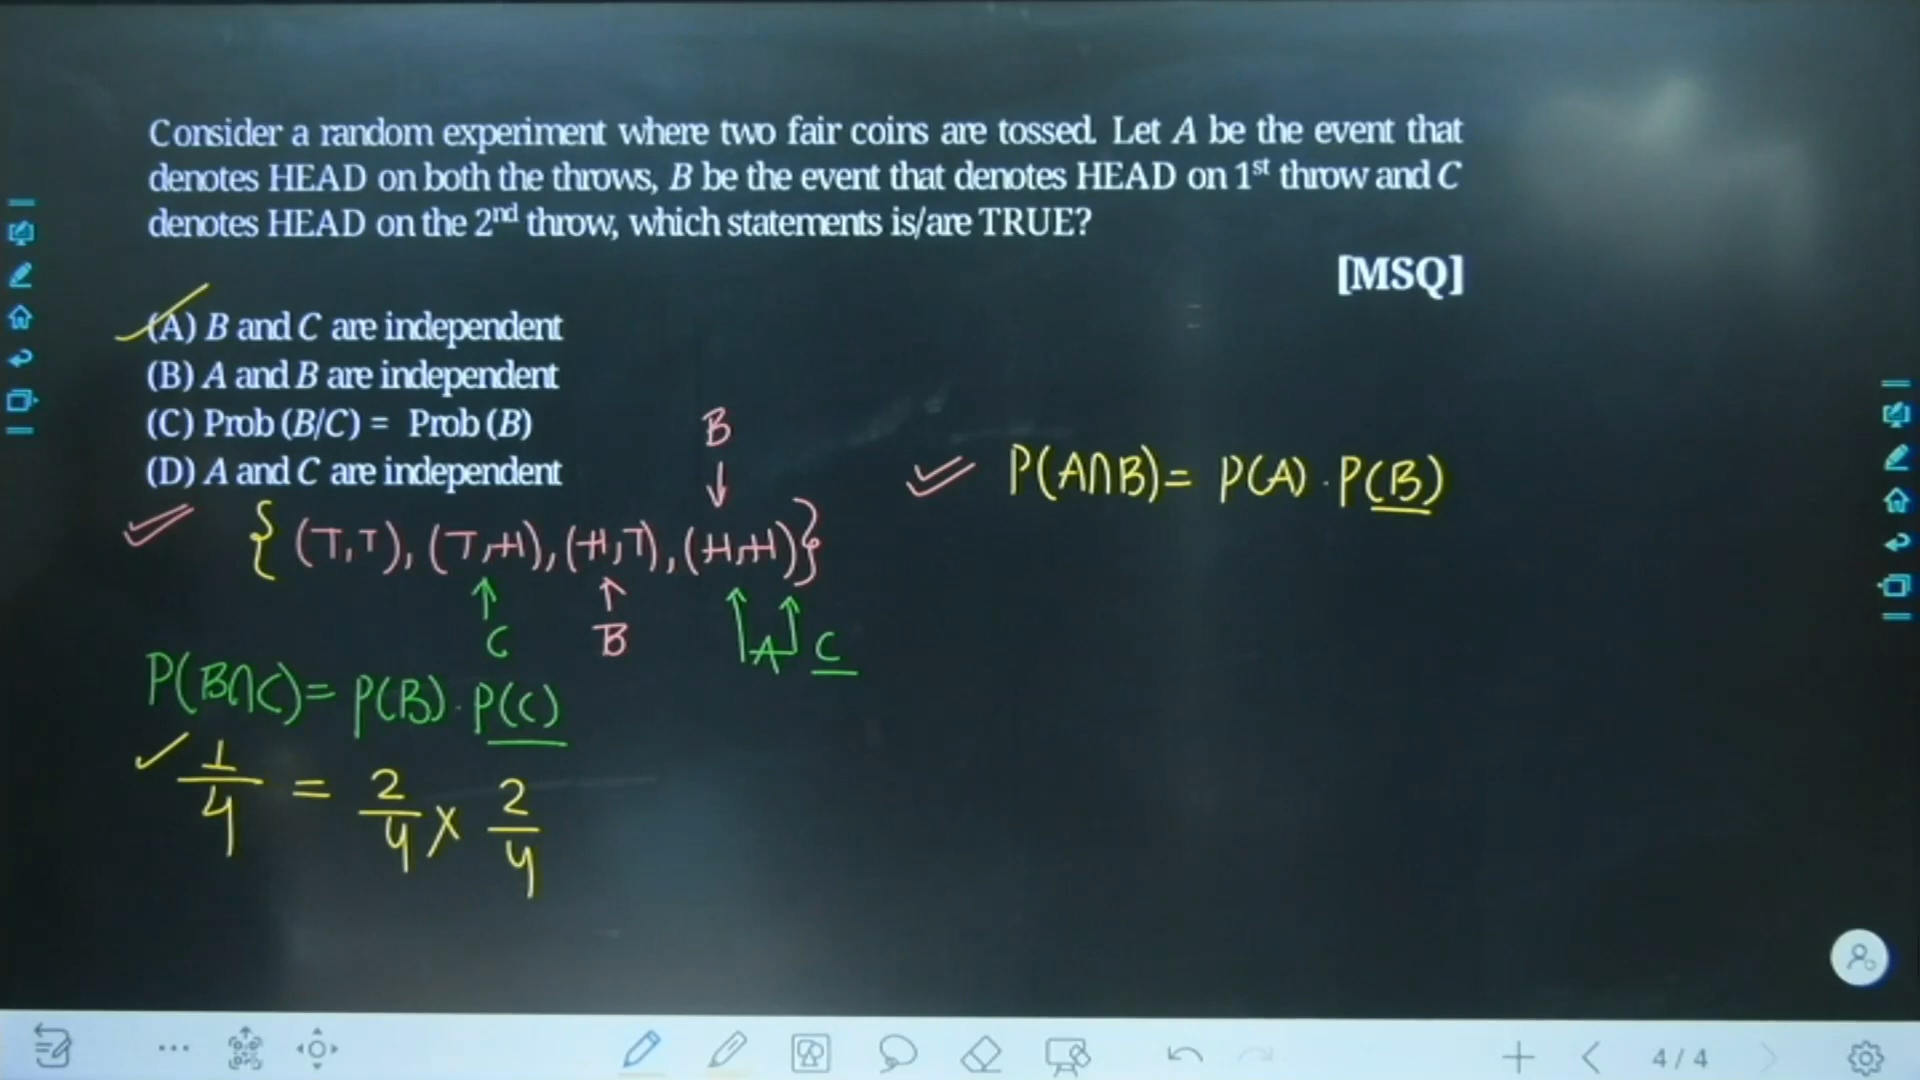 Consider a random experiment where two fair coins are tossed. Let A be the event that
denotes HEAD on both the throws, B be the event that denotes HEAD on 1st throw and C
denotes HEAD on the 2nd throw, which statements is/are TRUE?
[MSQ]
(A) B and C are independent
(B) A and B are independent
(C) Prob (B/C) = Prob (B)
(D) A and C are independent
B
P(A∩B) = P(A) · P(B)
{ (T,T), (T,H), (H,T), (H,H) }
C B A C
P(B∩C) = P(B) · P(C)
1/4 = 2/4 × 2/4
4 / 4